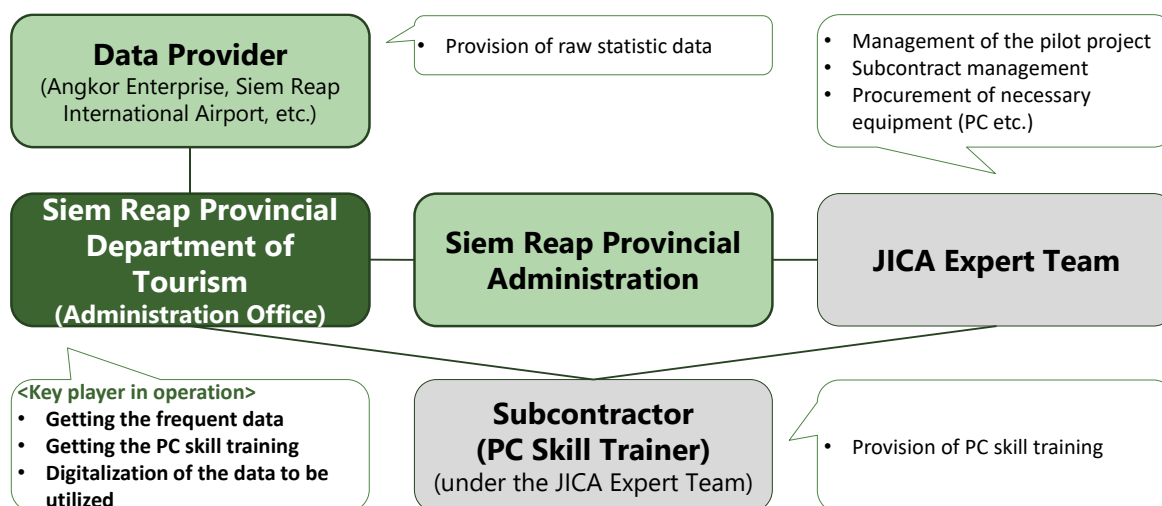 Data Provider
(Angkor Enterprise, Siem Reap
International Airport, etc.)
• Provision of raw statistic data
• Management of the pilot project
• Subcontract management
• Procurement of necessary
equipment (PC etc.)
Siem Reap Provincial
Department of
Tourism
(Administration Office)
Siem Reap Provincial
Administration
JICA Expert Team
<Key player in operation>
• Getting the frequent data
• Getting the PC skill training
• Digitalization of the data to be
utilized
Subcontractor
(PC Skill Trainer)
(under the JICA Expert Team)
• Provision of PC skill training